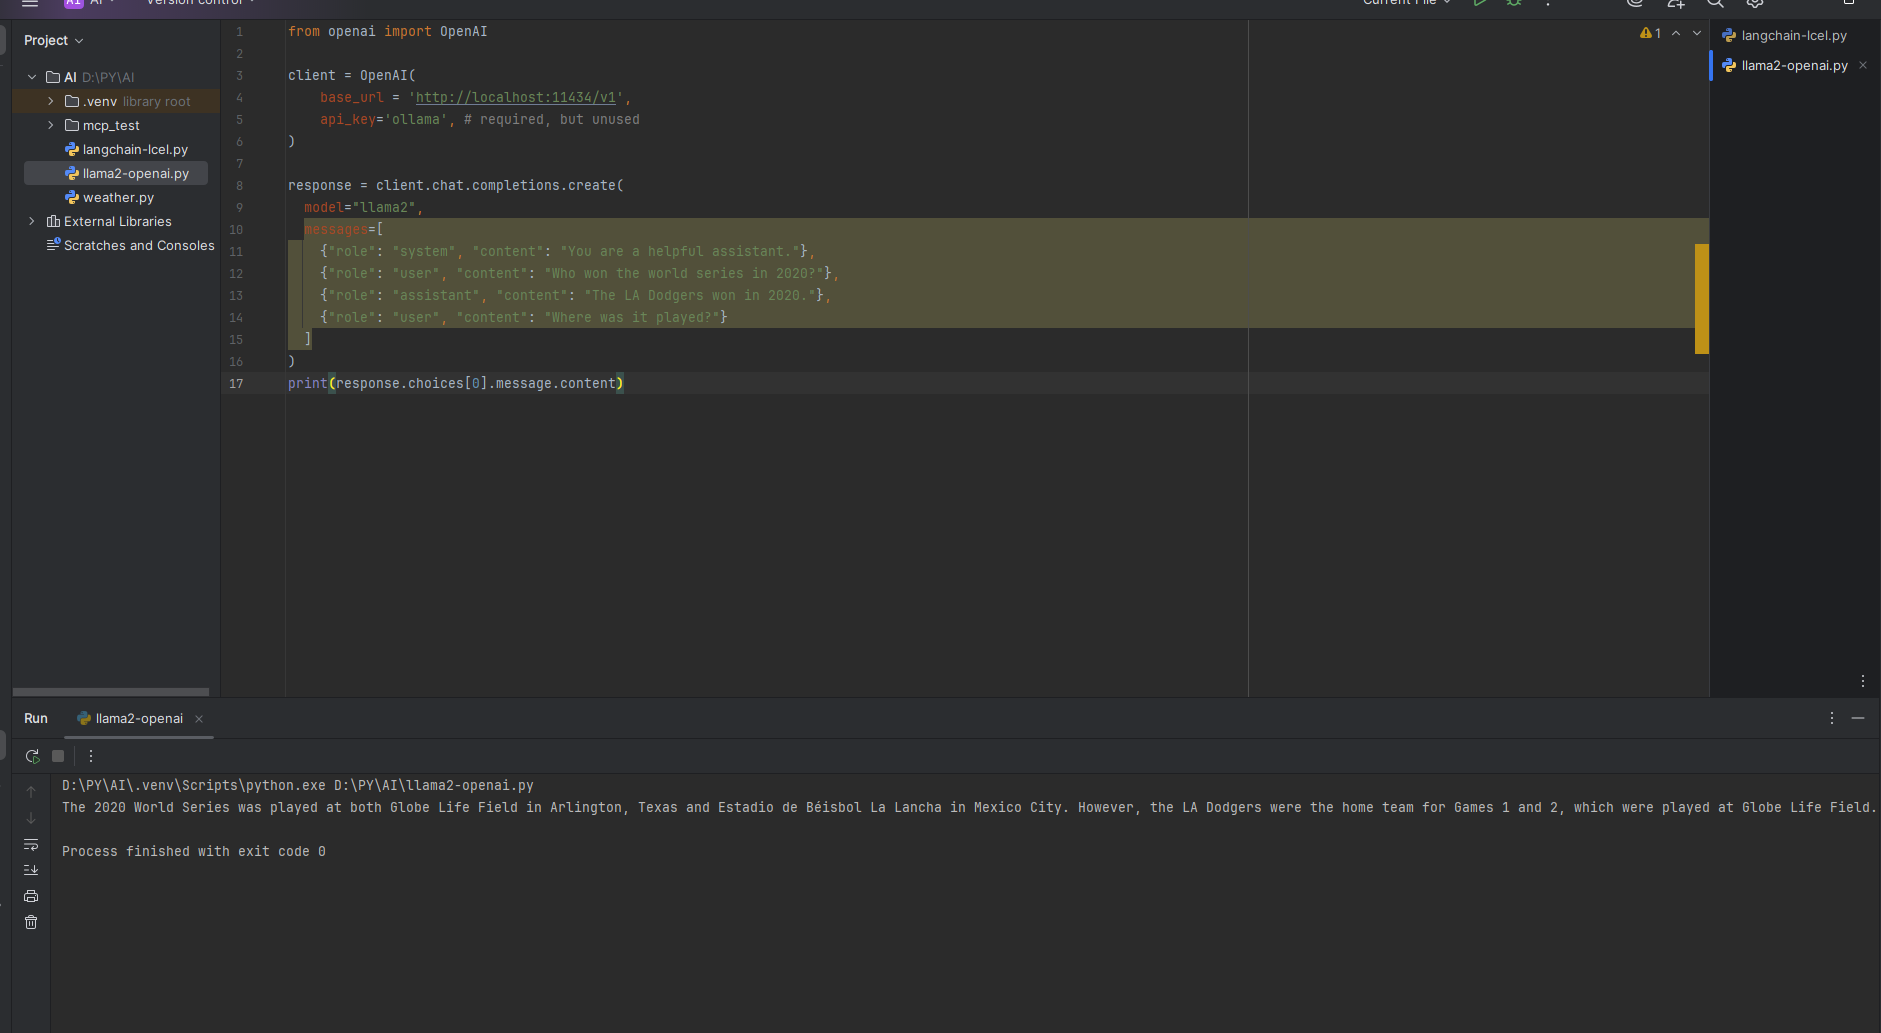 AI AI Version control
Current File
Project
AI D:\PY\AI
.venv library root
mcp_test
langchain-lcel.py
llama2-openai.py
weather.py
External Libraries
Scratches and Consoles
1 from openai import OpenAI
2
3 client = OpenAI(
4 base_url = 'http://localhost:11434/v1',
5 api_key='ollama', # required, but unused
6 )
7
8 response = client.chat.completions.create(
9 model="llama2",
10 messages=[
11 {"role": "system", "content": "You are a helpful assistant."},
12 {"role": "user", "content": "Who won the world series in 2020?"},
13 {"role": "assistant", "content": "The LA Dodgers won in 2020."},
14 {"role": "user", "content": "Where was it played?"}
15 ]
16 )
17 print(response.choices[0].message.content)
1
langchain-lcel.py
llama2-openai.py
Run llama2-openai
D:\PY\AI\.venv\Scripts\python.exe D:\PY\AI\llama2-openai.py
The 2020 World Series was played at both Globe Life Field in Arlington, Texas and Estadio de Béisbol La Lancha in Mexico City. However, the LA Dodgers were the home team for Games 1 and 2, which were played at Globe Life Field.
Process finished with exit code 0